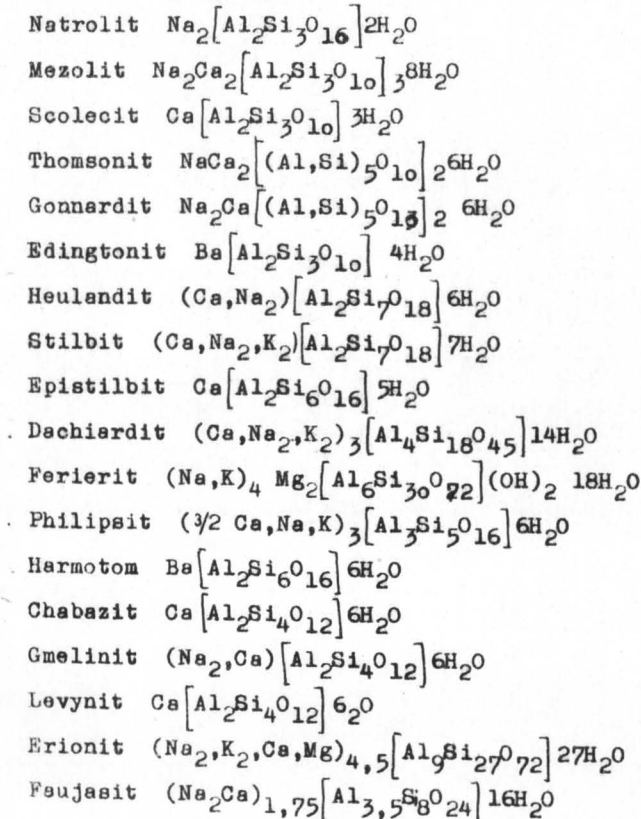 Natrolit Na₂[Al₂Si₃O₁₆]2H₂O
Mezolit Na₂Ca₂[Al₂Si₃O₁₀]₃8H₂O
Scolecit Ca[Al₂Si₃O₁₀]3H₂O
Thomsonit NaCa₂[(Al,Si)₅O₁₀]₂6H₂O
Gonnardit Na₂Ca[(Al,Si)₅O₁₃]₂ 6H₂O
Edingtonit Ba[Al₂Si₃O₁₀] 4H₂O
Heulandit (Ca,Na₂)[Al₂Si₇O₁₈]6H₂O
Stilbit (Ca,Na₂,K₂)[Al₂Si₇O₁₈]7H₂O
Epistilbit Ca[Al₂Si₆O₁₆]5H₂O
Dachiardit (Ca,Na₂,K₂)₃[Al₄Si₁₈O₄₅]14H₂O
Ferierit (Na,K)₄ Mg₂[Al₆Si₃₀O₇₂](OH)₂ 18H₂O
Philipsit (3/2 Ca,Na,K)₃[Al₃Si₅O₁₆]6H₂O
Harmotom Ba[Al₂Si₆O₁₆]6H₂O
Chabazit Ca[Al₂Si₄O₁₂]6H₂O
Gmelinit (Na₂,Ca)[Al₂Si₄O₁₂]6H₂O
Levynit Ca[Al₂Si₄O₁₂]6₂O
Erionit (Na₂,K₂,Ca,Mg)₄,₅[Al₉Si₂₇O₇₂]27H₂O
Faujasit (Na₂Ca)₁,₇₅[Al₃,₅Si₈O₂₄]16H₂O